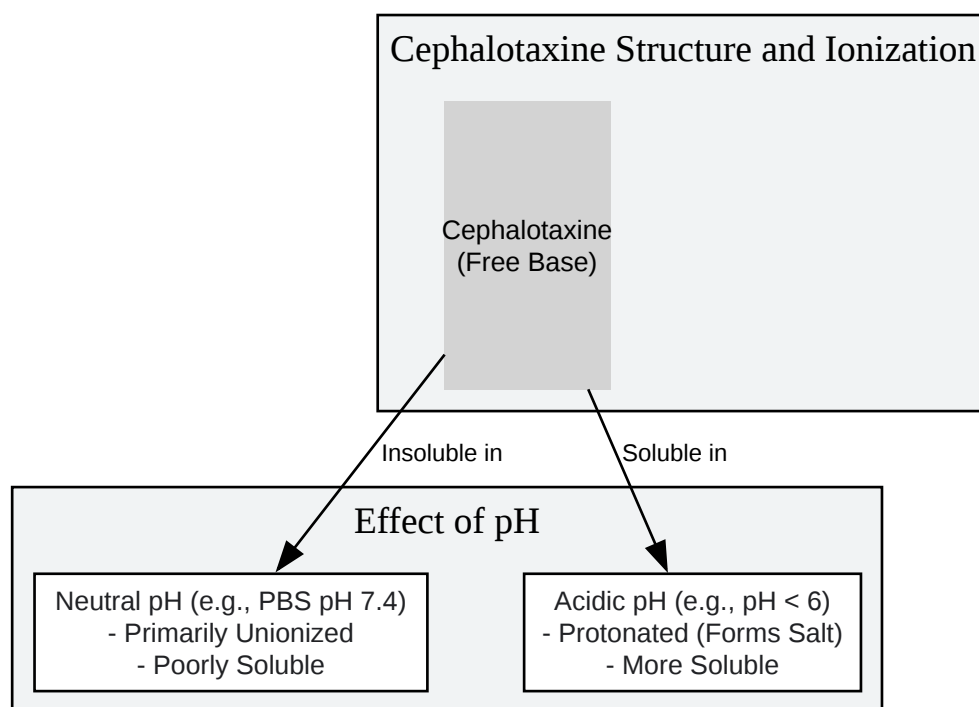 Cephalotaxine Structure and Ionization
Cephalotaxine
(Free Base)
Insoluble in
Soluble in
Effect of pH
Neutral pH (e.g., PBS pH 7.4)
- Primarily Unionized
- Poorly Soluble
Acidic pH (e.g., pH < 6)
- Protonated (Forms Salt)
- More Soluble